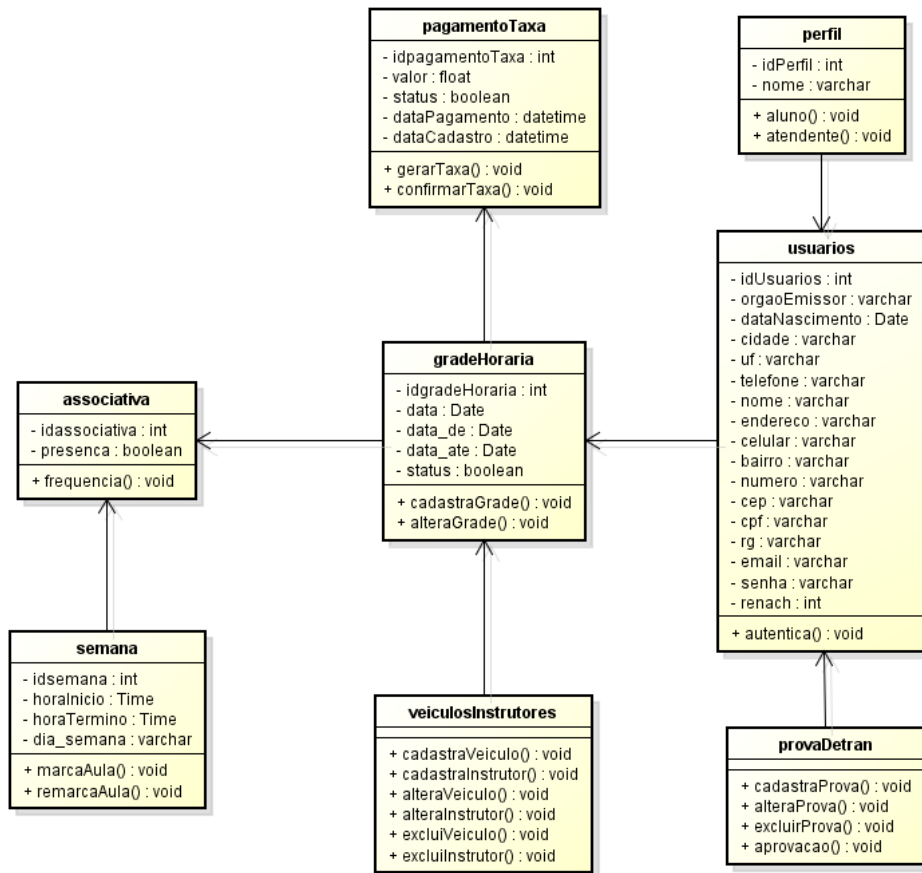 pagamentoTaxa
- idpagamentoTaxa : int
- valor : float
- status : boolean
- dataPagamento : datetime
- dataCadastro : datetime
+ gerarTaxa() : void
+ confirmarTaxa() : void
perfil
- idPerfil : int
- nome : varchar
+ aluno() : void
+ atendente() : void
usuarios
- idUsuarios : int
- orgaoEmissor : varchar
- dataNascimento : Date
- cidade : varchar
- uf : varchar
- telefone : varchar
- nome : varchar
- endereco : varchar
- celular : varchar
- bairro : varchar
- numero : varchar
- cep : varchar
- cpf : varchar
- rg : varchar
- email : varchar
- senha : varchar
- renach : int
+ autentica() : void
gradeHoraria
- idgradeHoraria : int
- data : Date
- data_de : Date
- data_ate : Date
- status : boolean
+ cadastraGrade() : void
+ alteraGrade() : void
associativa
- idassociativa : int
- presenca : boolean
+ frequencia() : void
semana
- idsemana : int
- horaInicio : Time
- horaTermino : Time
- dia_semana : varchar
+ marcaAula() : void
+ remarcaAula() : void
veiculosInstrutores
+ cadastraVeiculo() : void
+ cadastraInstrutor() : void
+ alteraVeiculo() : void
+ alteraInstrutor() : void
+ excluiVeiculo() : void
+ excluiInstrutor() : void
provaDetran
+ cadastraProva() : void
+ alteraProva() : void
+ excluirProva() : void
+ aprovacao() : void